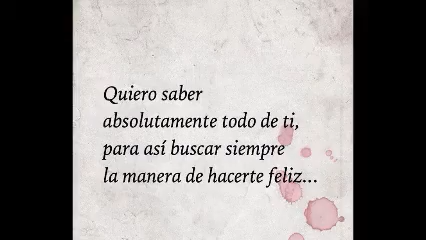 Quiero saber
absolutamente todo de ti,
para así buscar siempre
la manera de hacerte feliz...